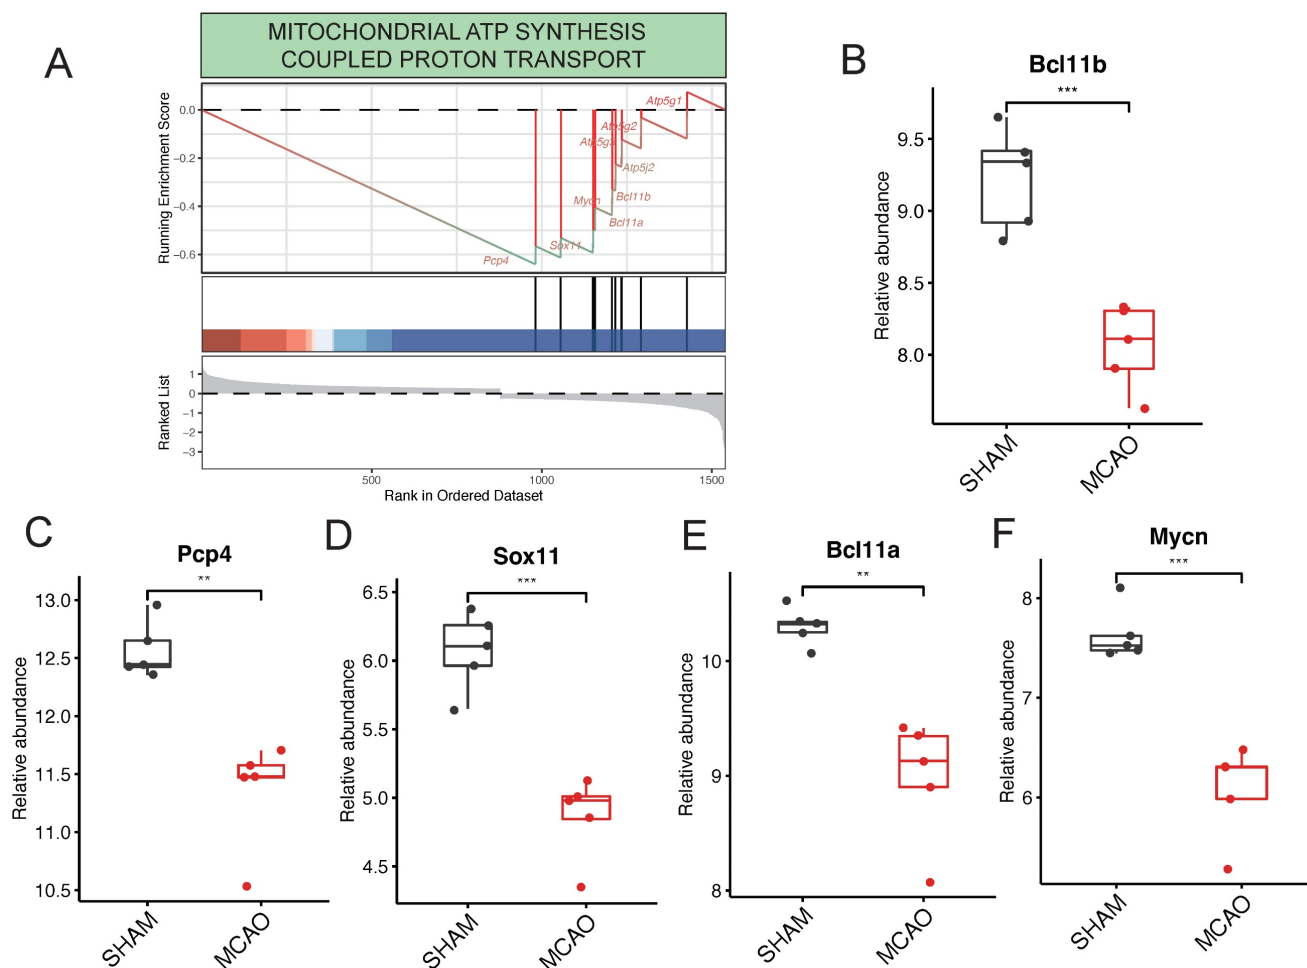 A
MITOCHONDRIAL ATP SYNTHESIS
COUPLED PROTON TRANSPORT
Running Enrichment Score
0.0
−0.2
−0.4
−0.6
Atp5g1
Atp5g2
Atp5g3
Atp5j2
Mycn
Bcl11b
Bcl11a
Sox11
Pcp4
Ranked List
1
0
−1
−2
−3
500
1000
1500
Rank in Ordered Dataset
B
Bcl11b
***
Relative abundance
9.5
9.0
8.5
8.0
SHAM
MCAO
C
Pcp4
**
Relative abundance
13.0
12.5
12.0
11.5
11.0
10.5
SHAM
MCAO
D
Sox11
***
Relative abundance
6.5
6.0
5.5
5.0
4.5
SHAM
MCAO
E
Bcl11a
**
Relative abundance
10
9
8
SHAM
MCAO
F
Mycn
***
Relative abundance
8
7
6
SHAM
MCAO